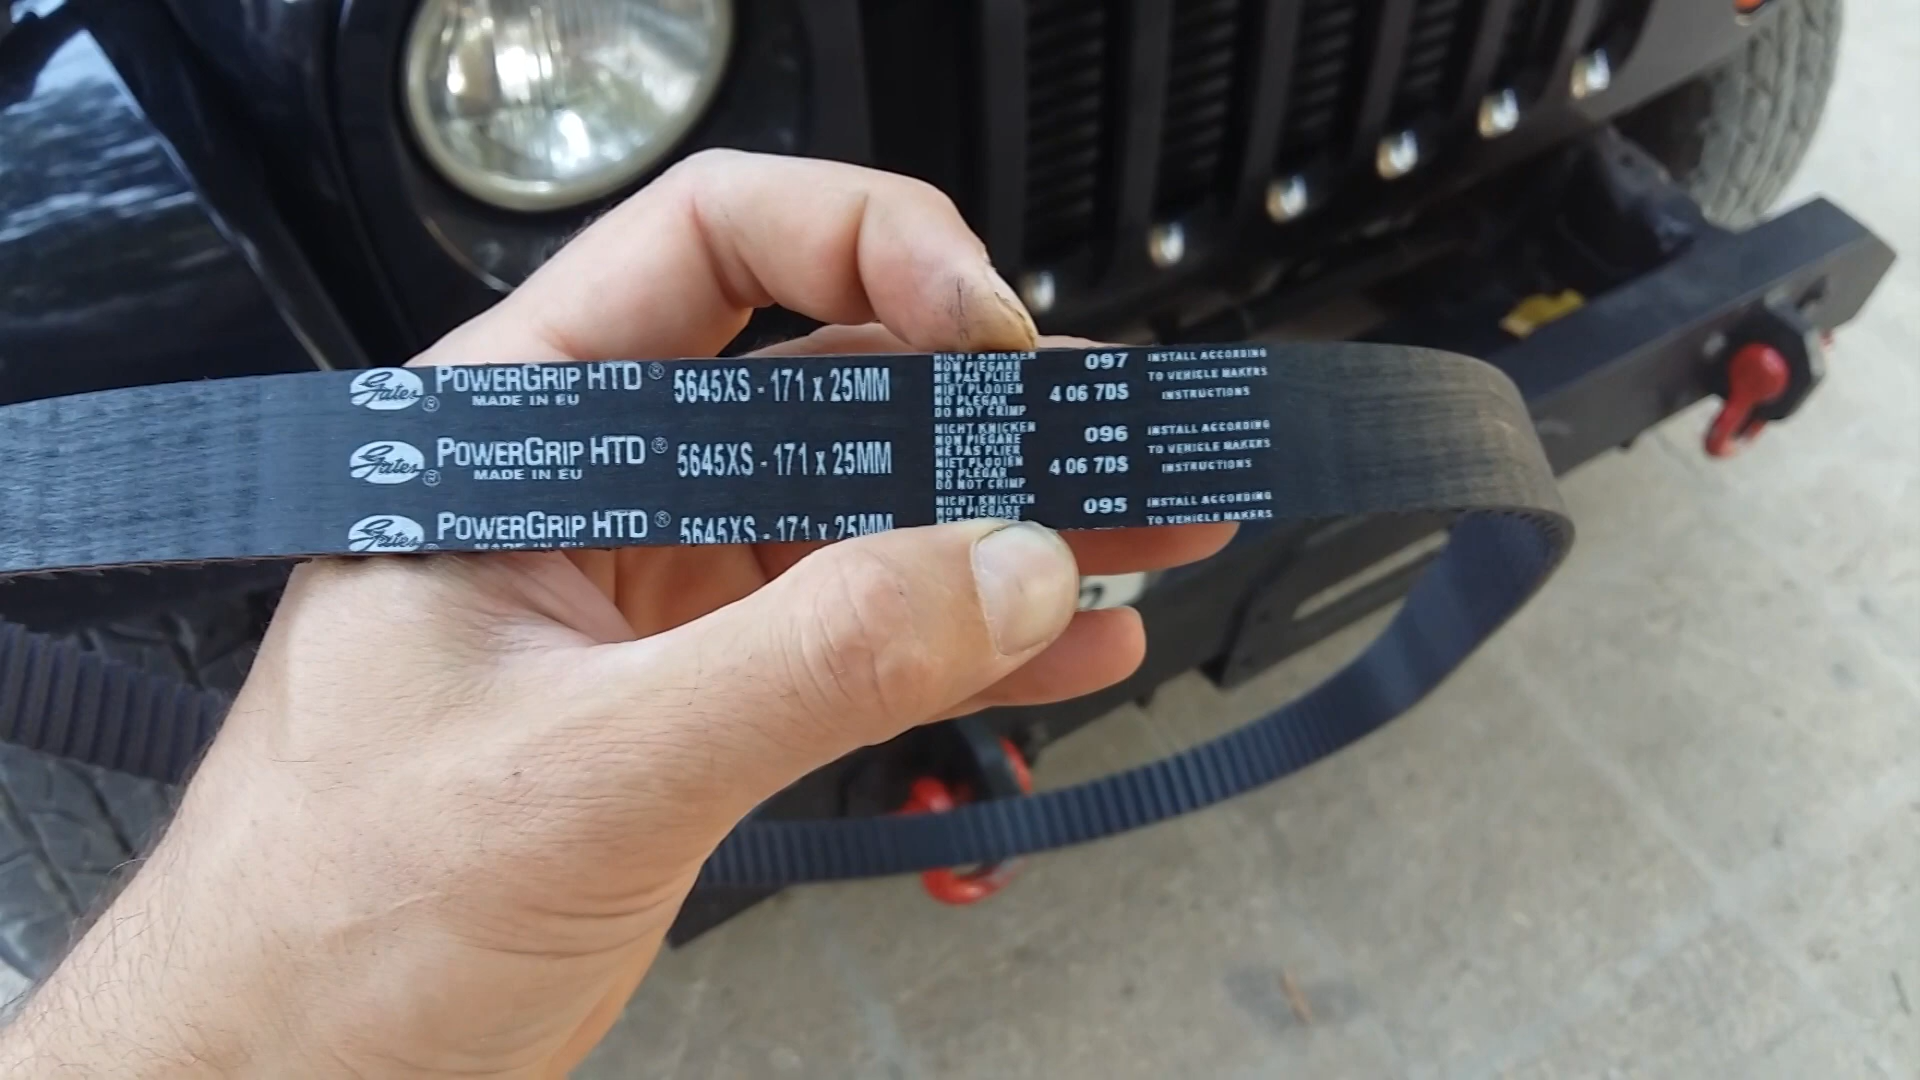 NICHT KNICKEN
Gates ® POWERGRIP HTD ® 5645XS - 171 x 25MM NON PIEGARE 097 INSTALL ACCORDING
MADE IN EU NE PAS PLIER TO VEHICLE MAKERS
NIET PLOOIEN 4 06 7DS INSTRUCTIONS
NO PLEGAR
DO NOT CRIMP
NICHT KNICKEN
Gates ® POWERGRIP HTD ® 5645XS - 171 x 25MM NON PIEGARE 096 INSTALL ACCORDING
MADE IN EU NE PAS PLIER TO VEHICLE MAKERS
NIET PLOOIEN 4 06 7DS INSTRUCTIONS
NO PLEGAR
DO NOT CRIMP
NICHT KNICKEN
Gates ® POWERGRIP HTD ® 5645XS - 171 x 25MM NON PIEGARE 095 INSTALL ACCORDING
MADE IN EU TO VEHICLE MAKERS